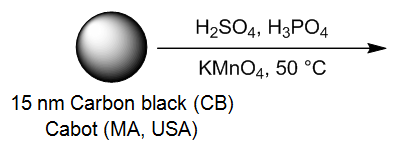 H₂SO₄, H₃PO₄
KMnO₄, 50 °C
15 nm Carbon black (CB)
Cabot (MA, USA)